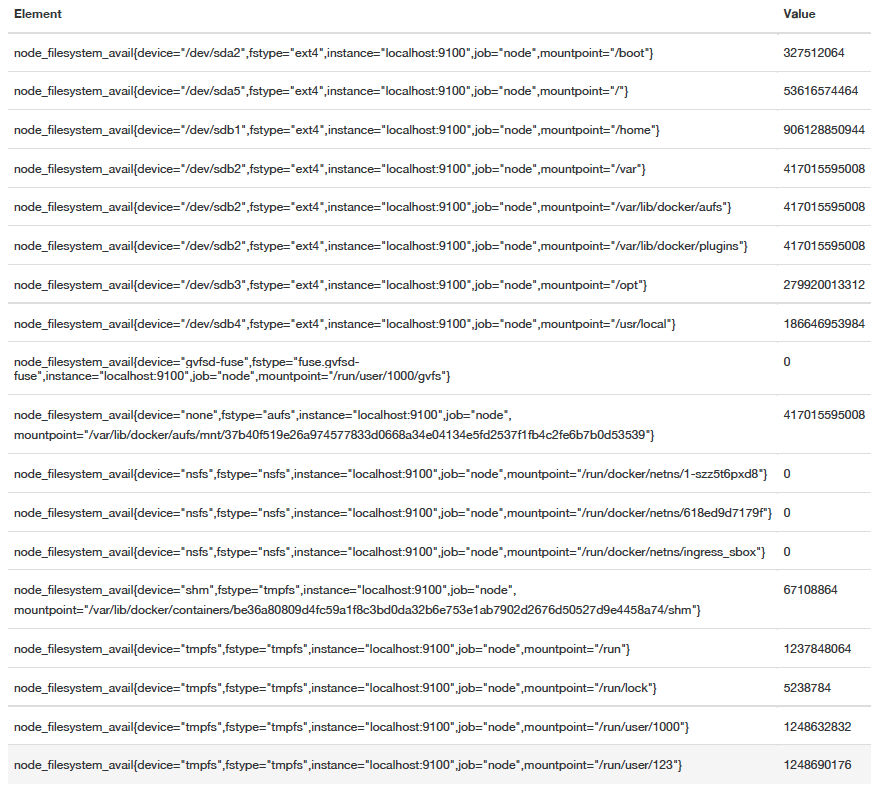 Element Value
node_filesystem_avail{device="/dev/sda2",fstype="ext4",instance="localhost:9100",job="node",mountpoint="/boot"} 327512064
node_filesystem_avail{device="/dev/sda5",fstype="ext4",instance="localhost:9100",job="node",mountpoint="/"} 53616574464
node_filesystem_avail{device="/dev/sdb1",fstype="ext4",instance="localhost:9100",job="node",mountpoint="/home"} 906128850944
node_filesystem_avail{device="/dev/sdb2",fstype="ext4",instance="localhost:9100",job="node",mountpoint="/var"} 417015595008
node_filesystem_avail{device="/dev/sdb2",fstype="ext4",instance="localhost:9100",job="node",mountpoint="/var/lib/docker/aufs"} 417015595008
node_filesystem_avail{device="/dev/sdb2",fstype="ext4",instance="localhost:9100",job="node",mountpoint="/var/lib/docker/plugins"} 417015595008
node_filesystem_avail{device="/dev/sdb3",fstype="ext4",instance="localhost:9100",job="node",mountpoint="/opt"} 279920013312
node_filesystem_avail{device="/dev/sdb4",fstype="ext4",instance="localhost:9100",job="node",mountpoint="/usr/local"} 186646953984
node_filesystem_avail{device="gvfsd-fuse",fstype="fuse.gvfsd- 0
fuse",instance="localhost:9100",job="node",mountpoint="/run/user/1000/gvfs"}
node_filesystem_avail{device="none",fstype="aufs",instance="localhost:9100",job="node", 417015595008
mountpoint="/var/lib/docker/aufs/mnt/37b40f519e26a974577833d0668a34e04134e5fd2537f1fb4c2fe6b7b0d53539"}
node_filesystem_avail{device="nsfs",fstype="nsfs",instance="localhost:9100",job="node",mountpoint="/run/docker/netns/1-szz5t6pxd8"} 0
node_filesystem_avail{device="nsfs",fstype="nsfs",instance="localhost:9100",job="node",mountpoint="/run/docker/netns/618ed9d7179f"} 0
node_filesystem_avail{device="nsfs",fstype="nsfs",instance="localhost:9100",job="node",mountpoint="/run/docker/netns/ingress_sbox"} 0
node_filesystem_avail{device="shm",fstype="tmpfs",instance="localhost:9100",job="node", 67108864
mountpoint="/var/lib/docker/containers/be36a80809d4fc59a1f8c3bd0da32b6e753e1ab7902d2676d50527d9e4458a74/shm"}
node_filesystem_avail{device="tmpfs",fstype="tmpfs",instance="localhost:9100",job="node",mountpoint="/run"} 1237848064
node_filesystem_avail{device="tmpfs",fstype="tmpfs",instance="localhost:9100",job="node",mountpoint="/run/lock"} 5238784
node_filesystem_avail{device="tmpfs",fstype="tmpfs",instance="localhost:9100",job="node",mountpoint="/run/user/1000"} 1248632832
node_filesystem_avail{device="tmpfs",fstype="tmpfs",instance="localhost:9100",job="node",mountpoint="/run/user/123"} 1248690176